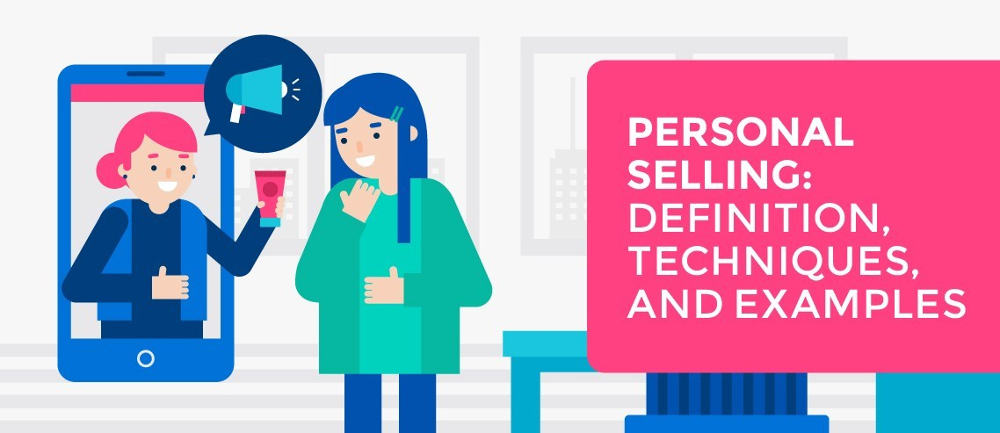 PERSONAL
SELLING:
DEFINITION,
TECHNIQUES,
AND EXAMPLES